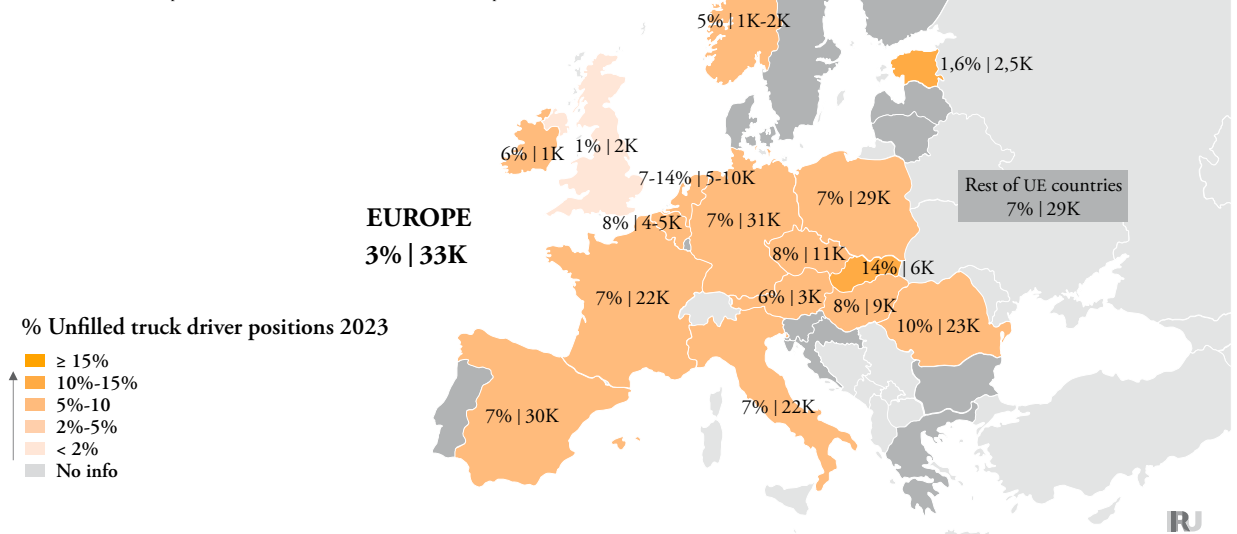 5% | 1K-2K
1,6% | 2,5K
6% | 1K
1% | 2K
7-14% | 5-10K
Rest of UE countries
7% | 29K
7% | 29K
EUROPE
3% | 33K
8% | 4-5K
7% | 31K
8% | 11K
14% | 6K
7% | 22K
6% | 3K
8% | 9K
10% | 23K
% Unfilled truck driver positions 2023
≥ 15%
10%-15%
5%-10
2%-5%
< 2%
No info
7% | 30K
7% | 22K
IRU